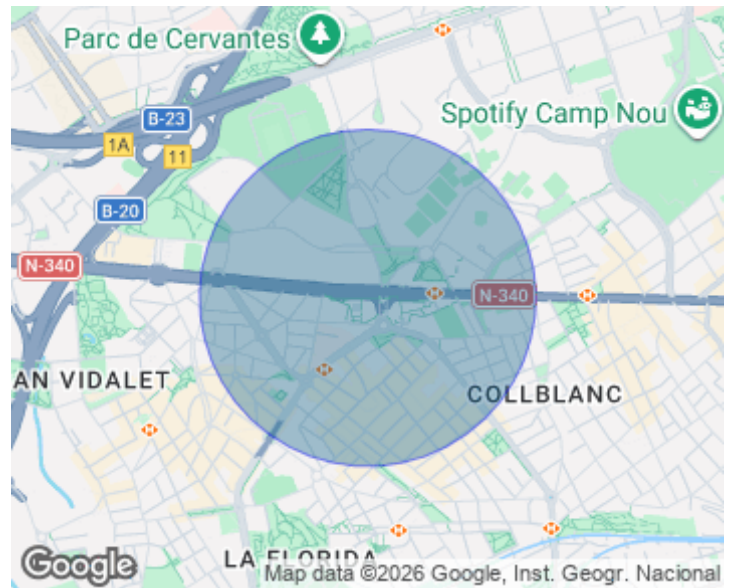 Parc de Cervantes
B-23
Spotify Camp Nou
1A
11
B-20
N-340
N-340
AN VIDALET
COLLBLANC
LA FLORIDA
Google
Map data ©2026 Google, Inst. Geogr. Nacional